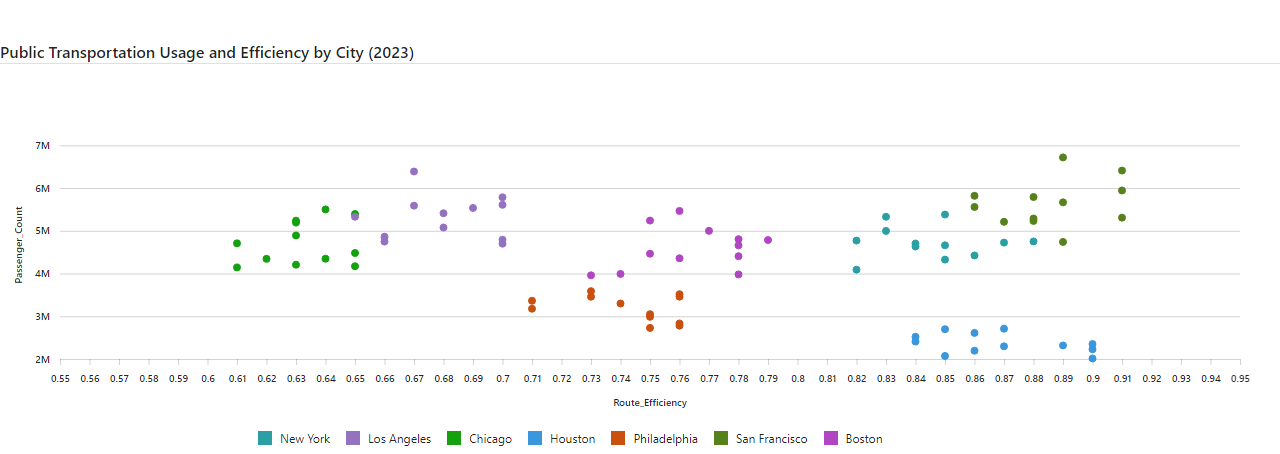 Public Transportation Usage and Efficiency by City (2023)
7M
6M
5M
4M
3M
2M
Passenger_Count
0.55 0.56 0.57 0.58 0.59 0.6 0.61 0.62 0.63 0.64 0.65 0.66 0.67 0.68 0.69 0.7 0.71 0.72 0.73 0.74 0.75 0.76 0.77 0.78 0.79 0.8 0.81 0.82 0.83 0.84 0.85 0.86 0.87 0.88 0.89 0.9 0.91 0.92 0.93 0.94 0.95
Route_Efficiency
New York Los Angeles Chicago Houston Philadelphia San Francisco Boston